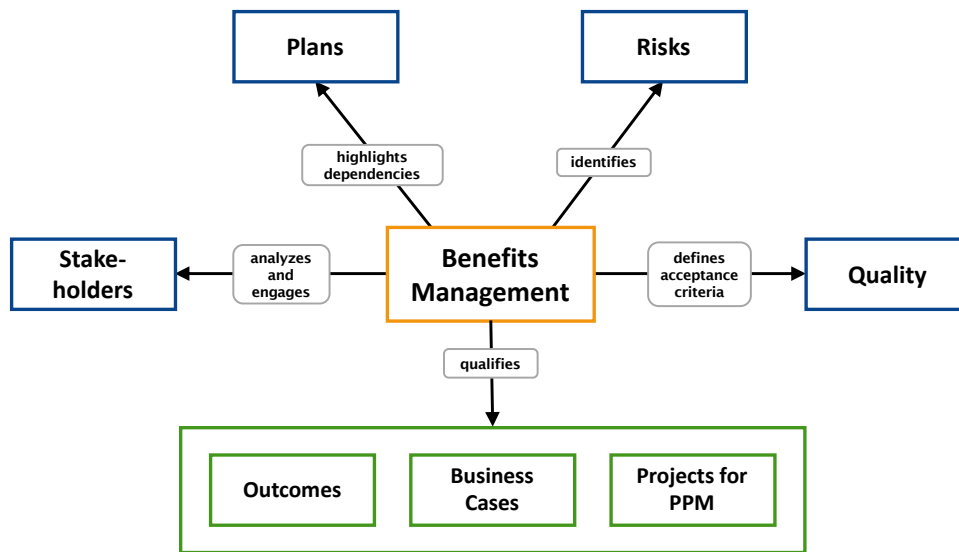 Plans
Risks
highlights
dependencies
identifies
Stake-
holders
analyzes
and
engages
Benefits
Management
defines
acceptance
criteria
Quality
qualifies
Outcomes
Business
Cases
Projects for
PPM